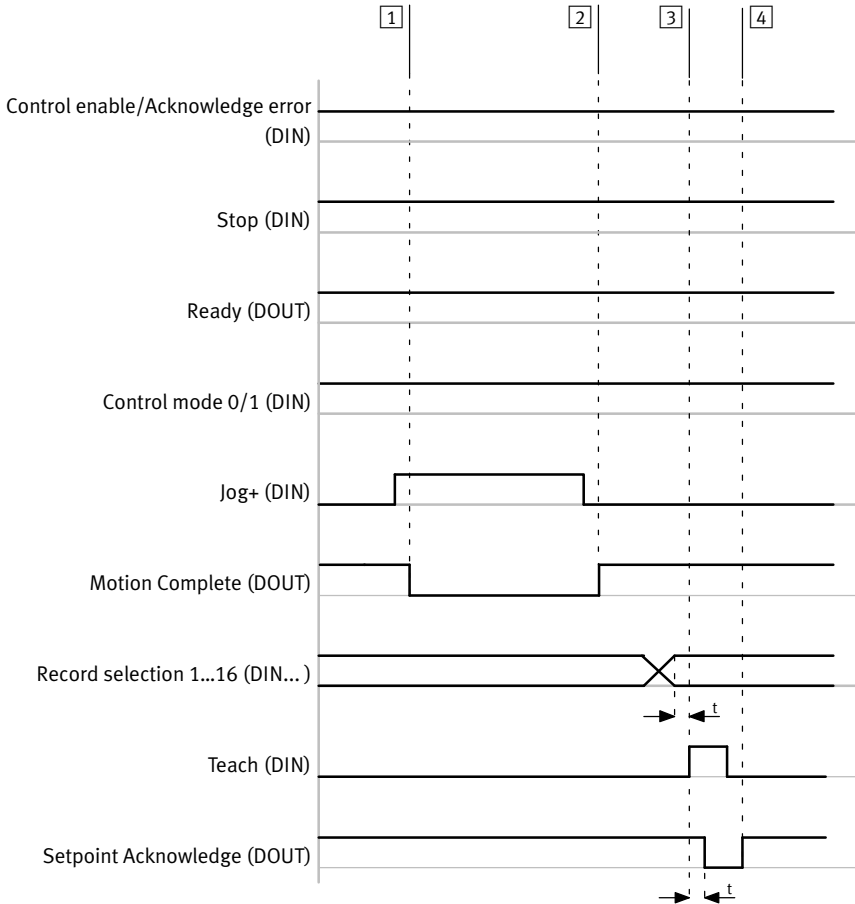 1 2 3 4
Control enable/Acknowledge error
(DIN)
Stop (DIN)
Ready (DOUT)
Control mode 0/1 (DIN)
Jog+ (DIN)
Motion Complete (DOUT)
Record selection 1...16 (DIN... )
t
Teach (DIN)
Setpoint Acknowledge (DOUT)
t